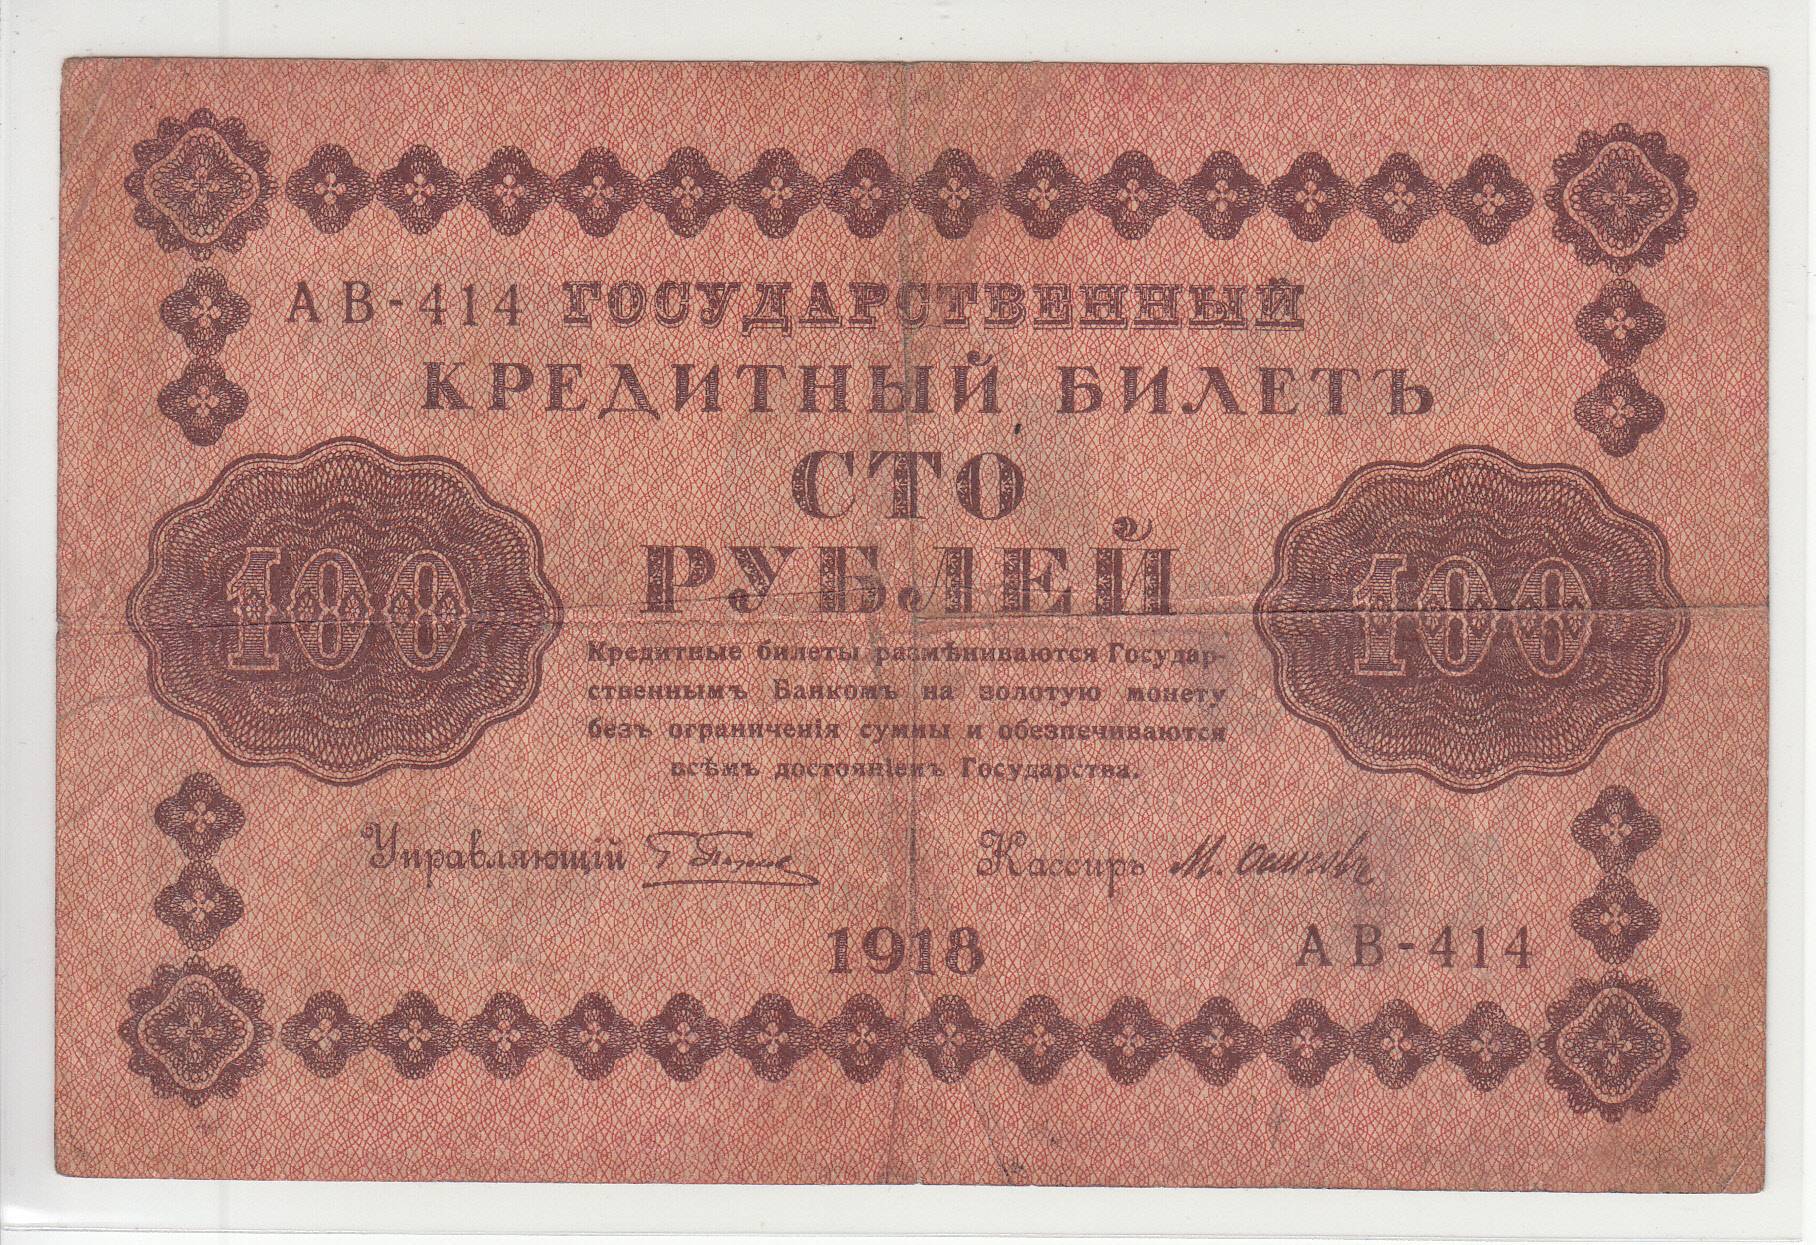 АВ-414 ГОСУДАРСТВЕННЫЙ
КРЕДИТНЫЙ БИЛЕТЪ
СТО
РУБЛЕЙ
100
100
Кредитные билеты размѣниваются Государ-
ственнымъ Банкомъ на золотую монету
безъ ограниченія суммы и обезпечиваются
всѣмъ достояніемъ Государства.
Управляющій
Кассиръ М.
1918
АВ-414